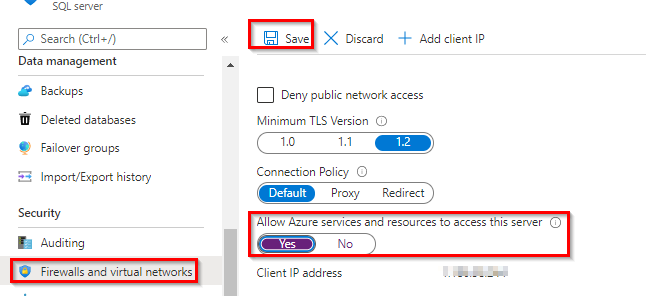 SQL server
Search (Ctrl+/)
«
Data management
Backups
Deleted databases
Failover groups
Import/Export history
Security
Auditing
Firewalls and virtual networks
Save
Discard
Add client IP
Deny public network access
Minimum TLS Version
1.0 1.1 1.2
Connection Policy
Default Proxy Redirect
Allow Azure services and resources to access this server
Yes No
Client IP address